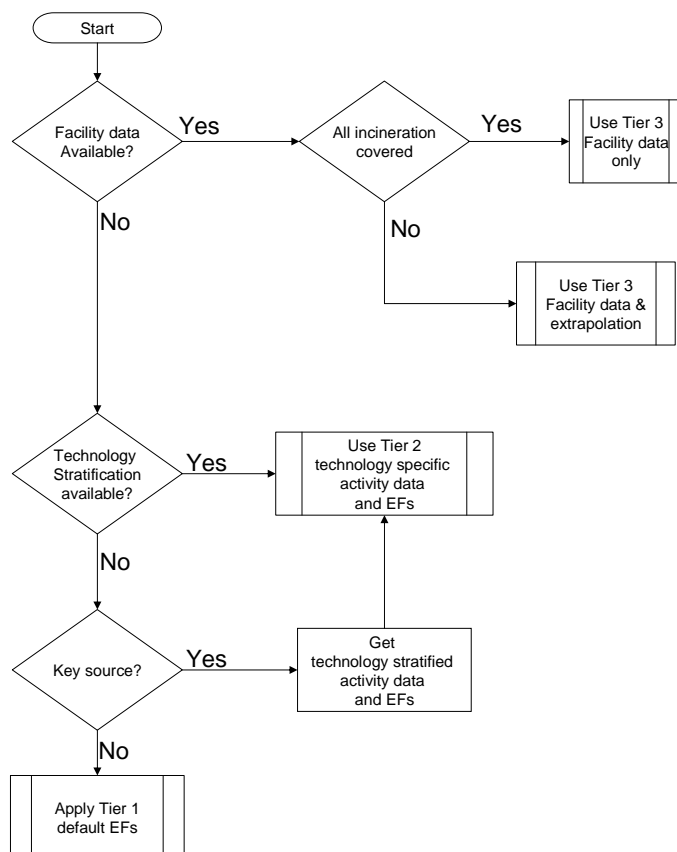 Start
Facility data
Available?
Yes
All incineration
covered
Yes
Use Tier 3
Facility data
only
No
No
Use Tier 3
Facility data &
extrapolation
Technology
Stratification
available?
Yes
Use Tier 2
technology specific
activity data
and EFs
No
Key source?
Yes
Get
technology stratified
activity data
and EFs
No
Apply Tier 1
default EFs